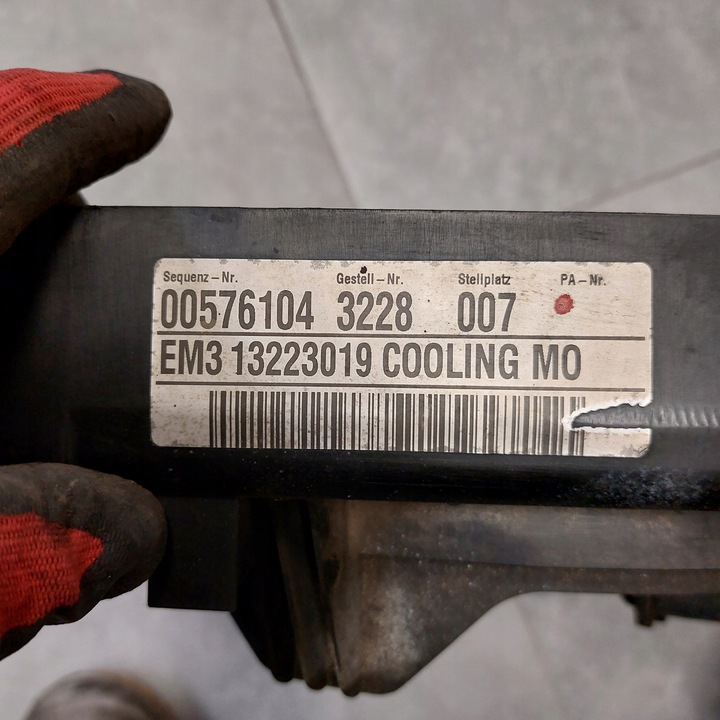 Sequenz-Nr. Gestell-Nr. Stellplatz PA-Nr.
00576104 3228 007
EM3 13223019 COOLING MO